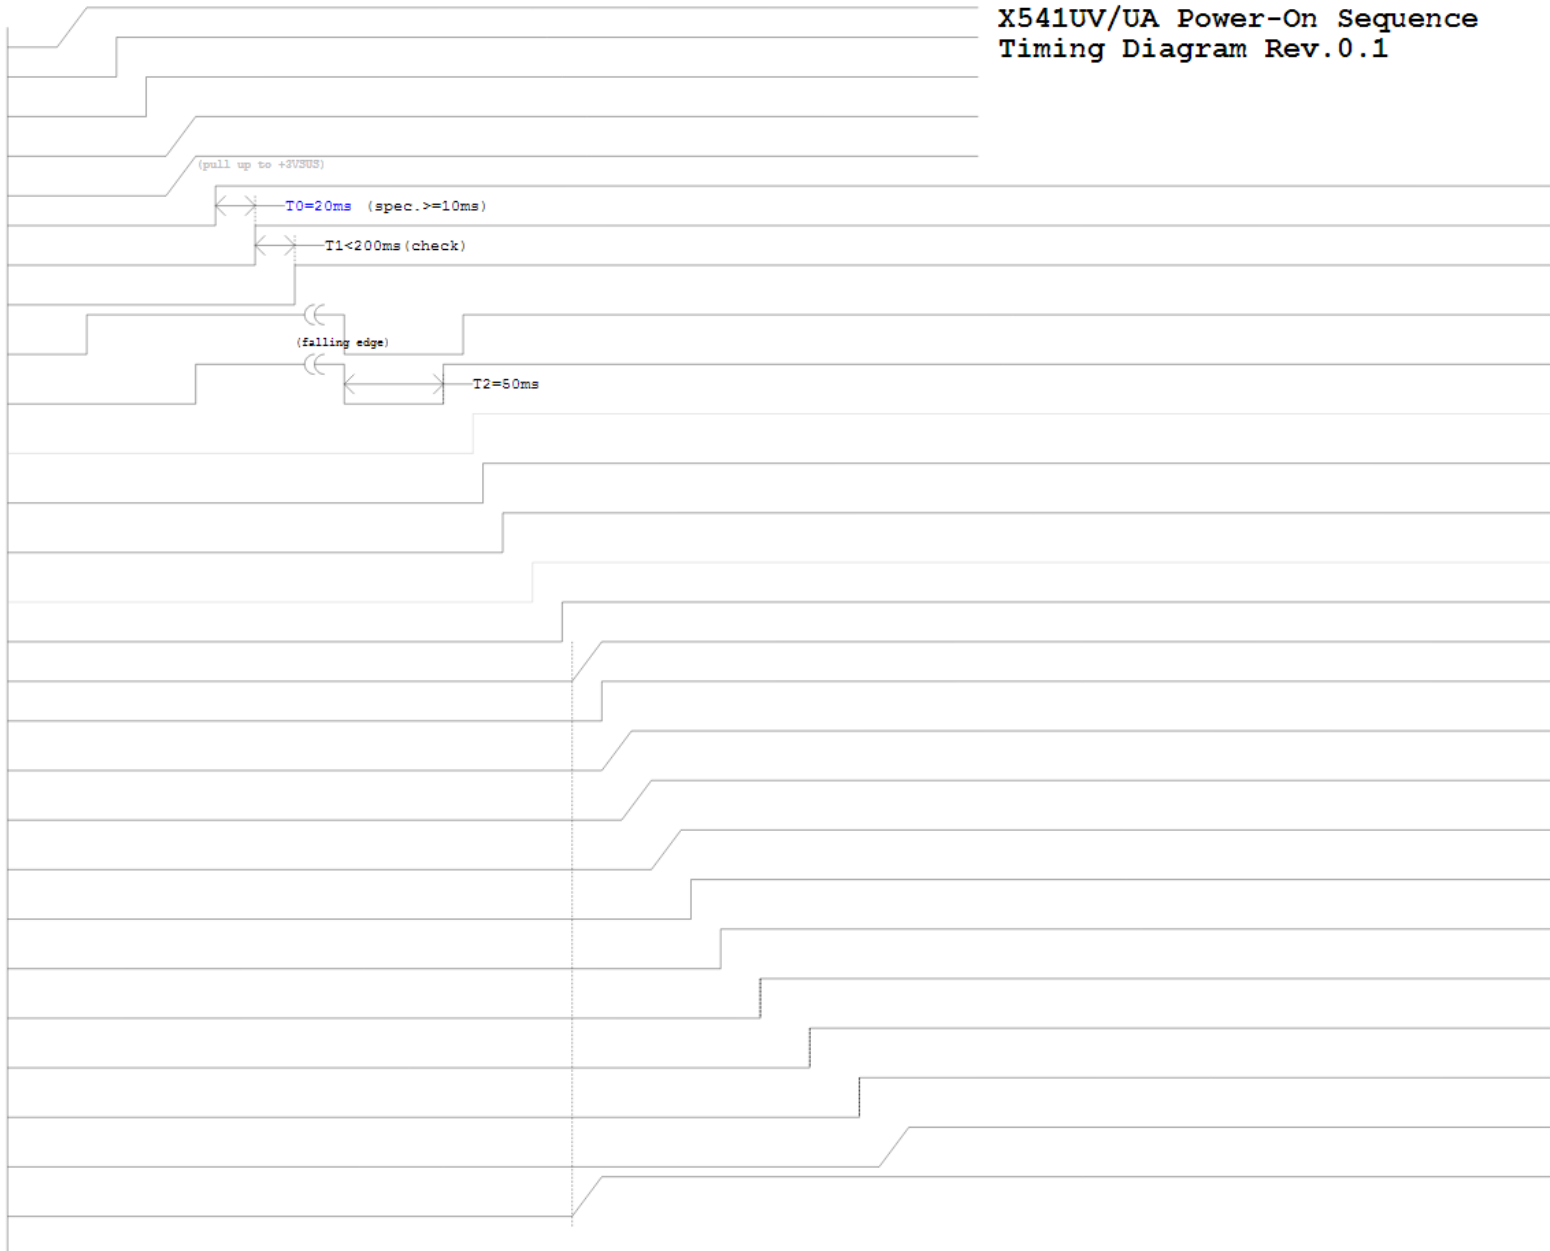 X541UV/UA Power-On Sequence
Timing Diagram Rev.0.1
(pull up to +3VSUS)
T0=20ms (spec.>=10ms)
T1<200ms(check)
(falling edge)
T2=50ms